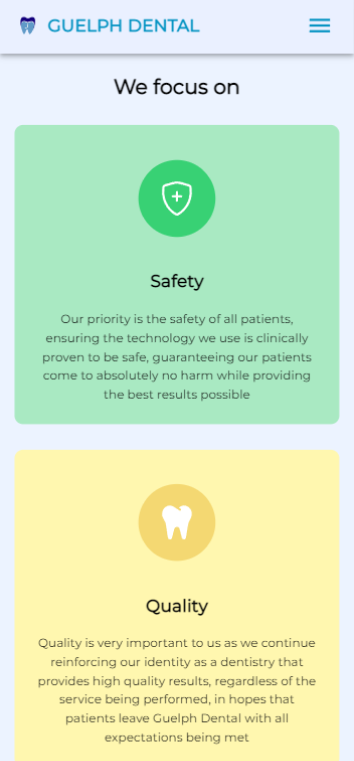 GUELPH DENTAL
We focus on
Safety
Our priority is the safety of all patients,
ensuring the technology we use is clinically
proven to be safe, guaranteeing our patients
come to absolutely no harm while providing
the best results possible
Quality
Quality is very important to us as we continue
reinforcing our identity as a dentistry that
provides high quality results, regardless of the
service being performed, in hopes that
patients leave Guelph Dental with all
expectations being met